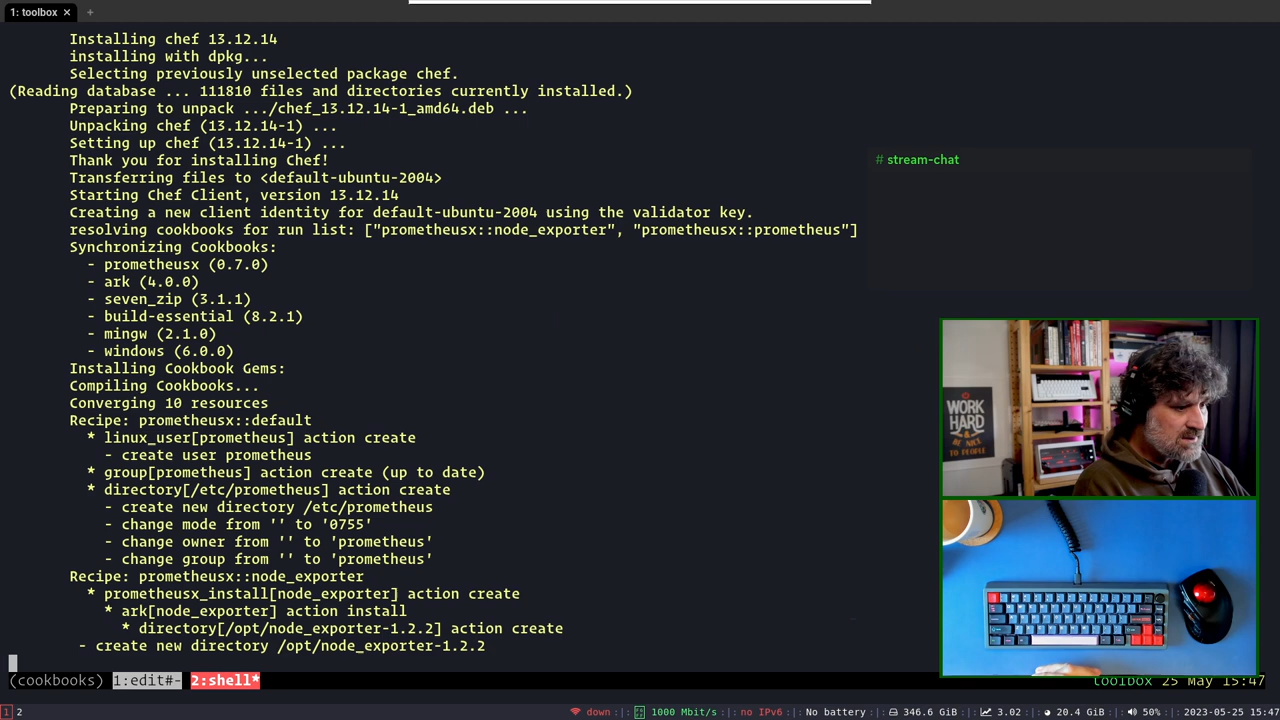 1: toolbox ✕ +
Installing chef 13.12.14
installing with dpkg...
Selecting previously unselected package chef.
(Reading database ... 111810 files and directories currently installed.)
Preparing to unpack .../chef_13.12.14-1_amd64.deb ...
Unpacking chef (13.12.14-1) ...
Setting up chef (13.12.14-1) ...
Thank you for installing Chef!
Transferring files to <default-ubuntu-2004>
Starting Chef Client, version 13.12.14
Creating a new client identity for default-ubuntu-2004 using the validator key.
resolving cookbooks for run list: ["prometheusx::node_exporter", "prometheusx::prometheus"]
Synchronizing Cookbooks:
- prometheusx (0.7.0)
- ark (4.0.0)
- seven_zip (3.1.1)
- build-essential (8.2.1)
- mingw (2.1.0)
- windows (6.0.0)
Installing Cookbook Gems:
Compiling Cookbooks...
Converging 10 resources
Recipe: prometheusx::default
* linux_user[prometheus] action create
- create user prometheus
* group[prometheus] action create (up to date)
* directory[/etc/prometheus] action create
- create new directory /etc/prometheus
- change mode from '' to '0755'
- change owner from '' to 'prometheus'
- change group from '' to 'prometheus'
Recipe: prometheusx::node_exporter
* prometheusx_install[node_exporter] action create
* ark[node_exporter] action install
* directory[/opt/node_exporter-1.2.2] action create
- create new directory /opt/node_exporter-1.2.2
# stream-chat
WORK
HARD
& BE NICE
TO PEOPLE
(cookbooks) 1:edit#- 2:shell* toolbox 25 May 15:47
1 2 down :|: 1000 Mbit/s :|: no IPv6 :|: No battery :|: 346.6 GiB :|: 3.02 :|: 20.4 GiB :|: 50% :|: 2023-05-25 15:47